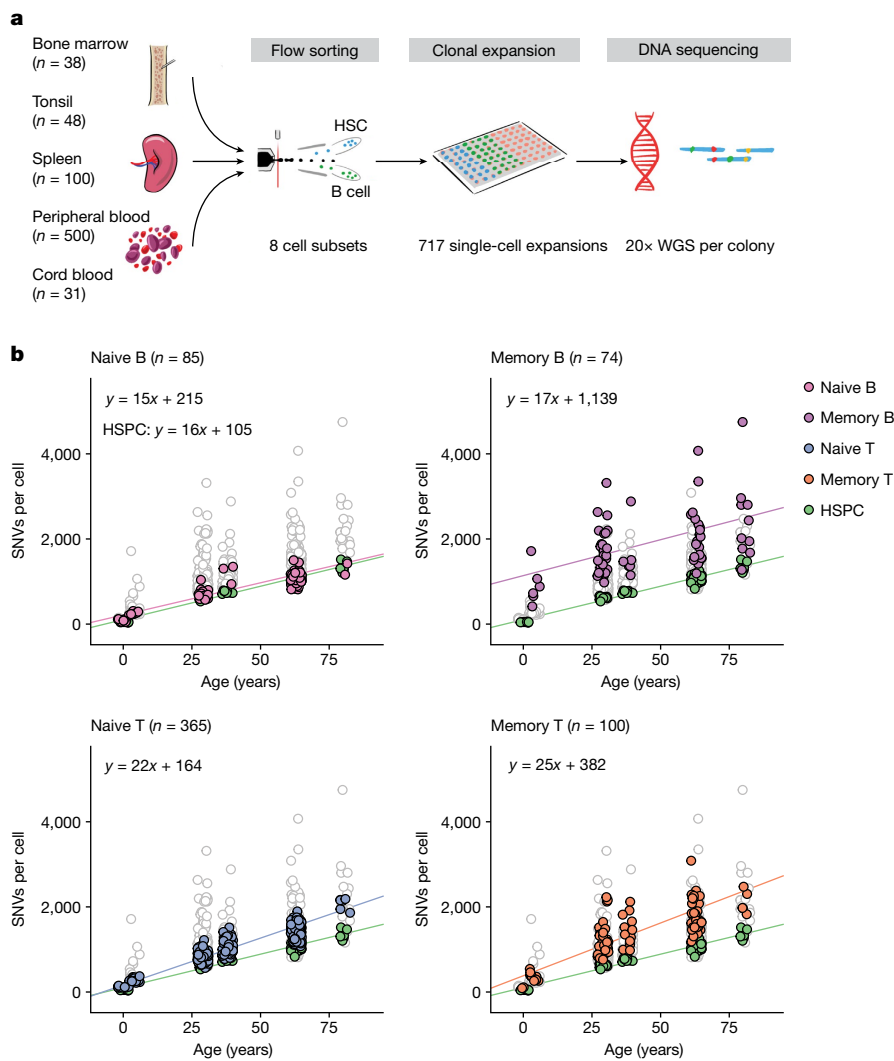 a
Bone marrow
(n = 38)
Tonsil
(n = 48)
Spleen
(n = 100)
Peripheral blood
(n = 500)
Cord blood
(n = 31)
Flow sorting
HSC
B cell
8 cell subsets
Clonal expansion
717 single-cell expansions
DNA sequencing
20× WGS per colony
b
Naive B (n = 85)
y = 15x + 215
HSPC: y = 16x + 105
SNVs per cell
4,000
2,000
0
0 25 50 75
Age (years)
Memory B (n = 74)
y = 17x + 1,139
SNVs per cell
4,000
2,000
0
0 25 50 75
Age (years)
Naive B
Memory B
Naive T
Memory T
HSPC
Naive T (n = 365)
y = 22x + 164
SNVs per cell
4,000
2,000
0
0 25 50 75
Age (years)
Memory T (n = 100)
y = 25x + 382
SNVs per cell
4,000
2,000
0
0 25 50 75
Age (years)